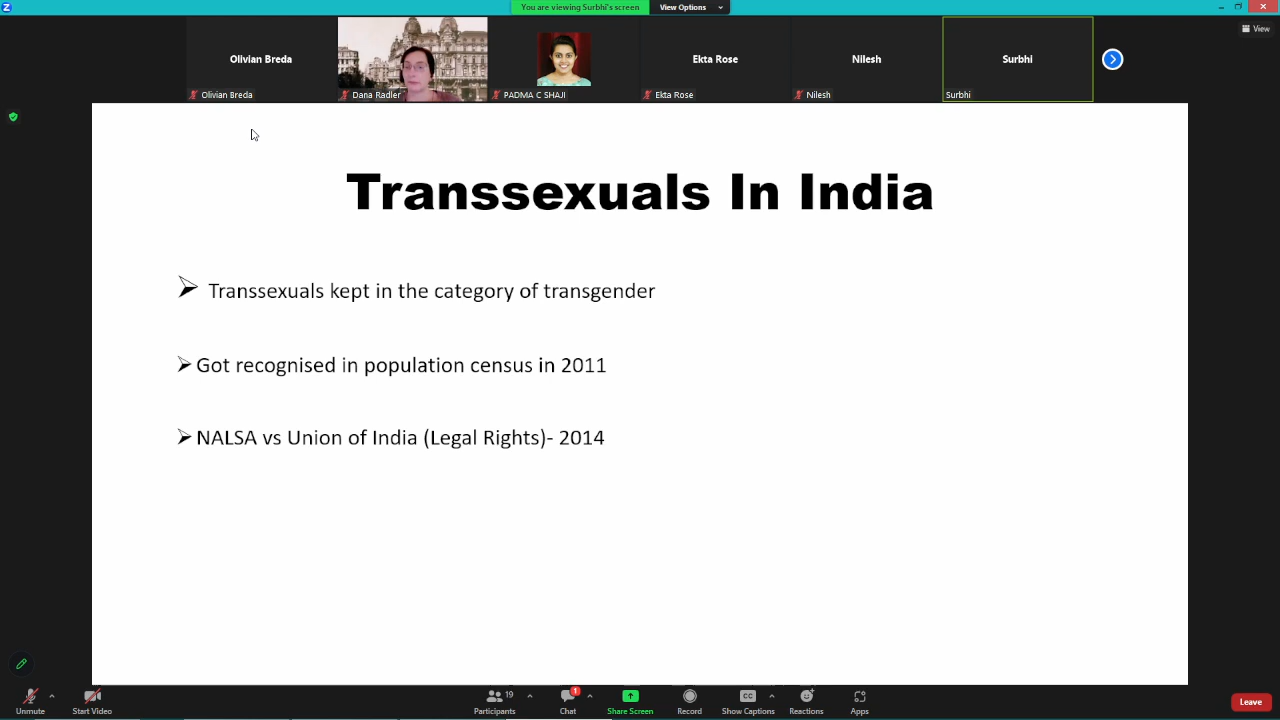 You are viewing Surbhi's screen
View Options
View
Olivian Breda
Ekta Rose
Nilesh
Surbhi
Olivian Breda
Dana Radler
PADMA C SHAJI
Ekta Rose
Nilesh
Surbhi
Transsexuals In India
Transsexuals kept in the category of transgender
Got recognised in population census in 2011
NALSA vs Union of India (Legal Rights)- 2014
Unmute
Start Video
19
Participants
1
Chat
Share Screen
Record
CC
Show Captions
Reactions
Apps
Leave